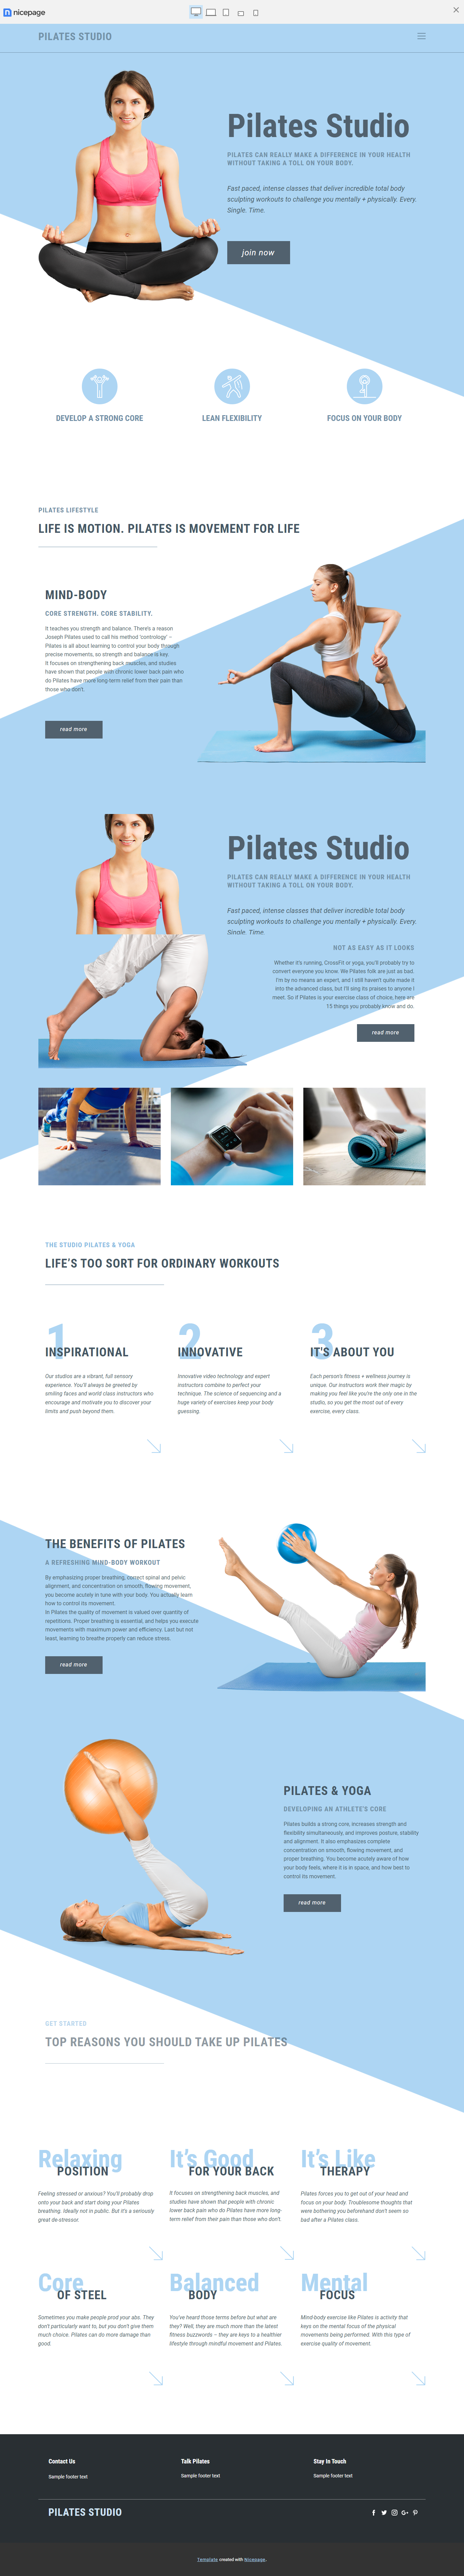 nicepage
PILATES STUDIO
Pilates Studio
PILATES CAN REALLY MAKE A DIFFERENCE IN YOUR HEALTH
WITHOUT TAKING A TOLL ON YOUR BODY.
Fast paced, intense classes that deliver incredible total body
sculpting workouts to challenge you mentally + physically. Every.
Single. Time.
join now
DEVELOP A STRONG CORE
LEAN FLEXIBILITY
FOCUS ON YOUR BODY
PILATES LIFESTYLE
LIFE IS MOTION. PILATES IS MOVEMENT FOR LIFE
MIND-BODY
CORE STRENGTH. CORE STABILITY.
It teaches you strength and balance. There's a reason
Joseph Pilates used to call his method 'contrology' –
Pilates is all about learning to control your body through
precise movements, so strength and balance is key.
It focuses on strengthening back muscles, and studies
have shown that people with chronic lower back pain who
do Pilates have more long-term relief from their pain than
those who don't.
read more
Pilates Studio
PILATES CAN REALLY MAKE A DIFFERENCE IN YOUR HEALTH
WITHOUT TAKING A TOLL ON YOUR BODY.
Fast paced, intense classes that deliver incredible total body
sculpting workouts to challenge you mentally + physically. Every.
Single. Time.
NOT AS EASY AS IT LOOKS
Whether it's running, CrossFit or yoga, you'll probably try to
convert everyone you know. We Pilates folk are just as bad.
I'm by no means an expert, and I still haven't quite made it
into the advanced class, but I'll sing its praises to anyone I
meet. So if Pilates is your exercise class of choice, here are
15 things you probably know and do.
read more
THE STUDIO PILATES & YOGA
LIFE'S TOO SORT FOR ORDINARY WORKOUTS
1
INSPIRATIONAL
Our studios are a vibrant, full sensory
experience. You'll always be greeted by
smiling faces and world class instructors who
encourage and motivate you to discover your
limits and push beyond them.
2
INNOVATIVE
Innovative video technology and expert
instructors combine to perfect your
technique. The science of sequencing and a
huge variety of exercises keep your body
guessing.
3
IT'S ABOUT YOU
Each person's fitness + wellness journey is
unique. Our instructors work their magic by
making you feel like you're the only one in the
studio, so you get the most out of every
exercise, every class.
THE BENEFITS OF PILATES
A REFRESHING MIND-BODY WORKOUT
By emphasizing proper breathing, correct spinal and pelvic
alignment, and concentration on smooth, flowing movement,
you become acutely in tune with your body. You actually learn
how to control its movement.
In Pilates the quality of movement is valued over quantity of
repetitions. Proper breathing is essential, and helps you execute
movements with maximum power and efficiency. Last but not
least, learning to breathe properly can reduce stress.
read more
PILATES & YOGA
DEVELOPING AN ATHLETE'S CORE
Pilates builds a strong core, increases strength and
flexibility simultaneously, and improves posture, stability
and alignment. It also emphasizes complete
concentration on smooth, flowing movement, and
proper breathing. You become acutely aware of how
your body feels, where it is in space, and how best to
control its movement.
read more
GET STARTED
TOP REASONS YOU SHOULD TAKE UP PILATES
Relaxing
POSITION
Feeling stressed or anxious? You'll probably drop
onto your back and start doing your Pilates
breathing. Ideally not in public. But it's a seriously
great de-stressor.
It's Good
FOR YOUR BACK
It focuses on strengthening back muscles, and
studies have shown that people with chronic
lower back pain who do Pilates have more long-
term relief from their pain than those who don't.
It's Like
THERAPY
Pilates forces you to get out of your head and
focus on your body. Troublesome thoughts that
were bothering you beforehand don't seem so
bad after a Pilates class.
Core
OF STEEL
Sometimes you make people prod your abs. They
don't particularly want to, but you don't give them
much choice. Pilates can do more damage than
good.
Balanced
BODY
You've heard those terms before but what are
they? Well, they are much more than the latest
fitness buzzwords – they are keys to a healthier
lifestyle through mindful movement and Pilates.
Mental
FOCUS
Mind-body exercise like Pilates is activity that
keys on the mental focus of the physical
movements being performed. With this type of
exercise quality of movement.
Contact Us
Sample footer text
Talk Pilates
Sample footer text
Stay In Touch
Sample footer text
PILATES STUDIO
Template created with Nicepage.